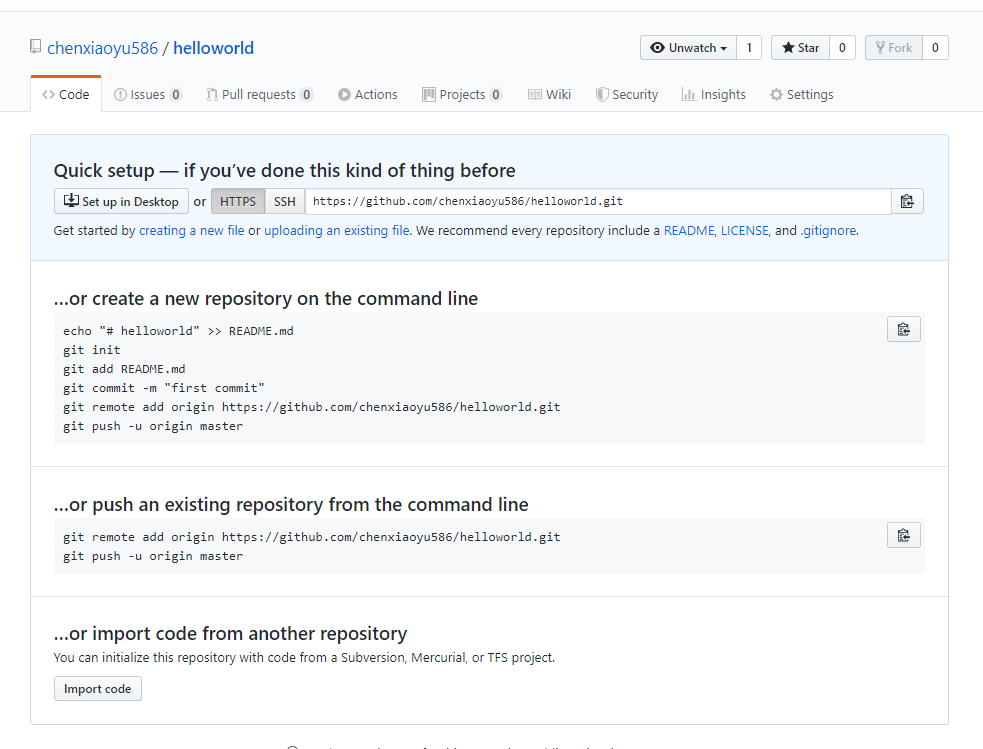 chenxiaoyu586 / helloworld
Unwatch 1 Star 0 Fork 0
<> Code Issues 0 Pull requests 0 Actions Projects 0 Wiki Security Insights Settings
Quick setup — if you’ve done this kind of thing before
Set up in Desktop or HTTPS SSH https://github.com/chenxiaoyu586/helloworld.git
Get started by creating a new file or uploading an existing file. We recommend every repository include a README, LICENSE, and .gitignore.
…or create a new repository on the command line
echo "# helloworld" >> README.md
git init
git add README.md
git commit -m "first commit"
git remote add origin https://github.com/chenxiaoyu586/helloworld.git
git push -u origin master
…or push an existing repository from the command line
git remote add origin https://github.com/chenxiaoyu586/helloworld.git
git push -u origin master
…or import code from another repository
You can initialize this repository with code from a Subversion, Mercurial, or TFS project.
Import code